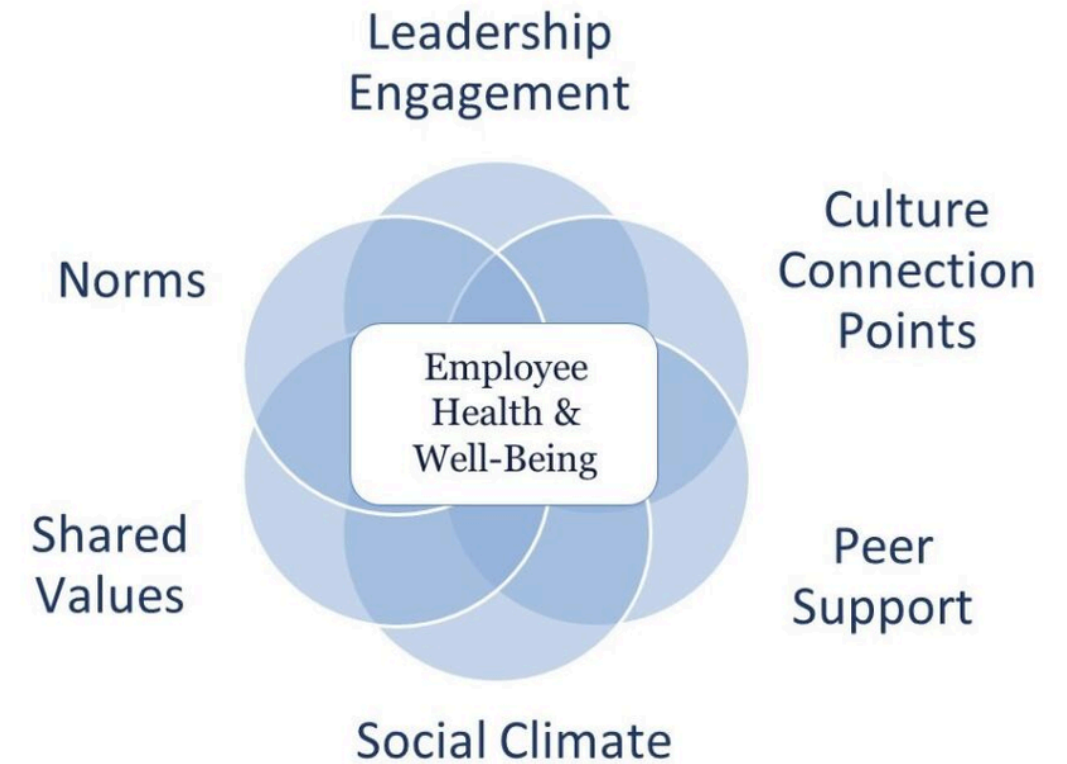 Leadership
Engagement
Culture
Connection
Points
Norms
Employee
Health &
Well-Being
Shared
Values
Peer
Support
Social Climate